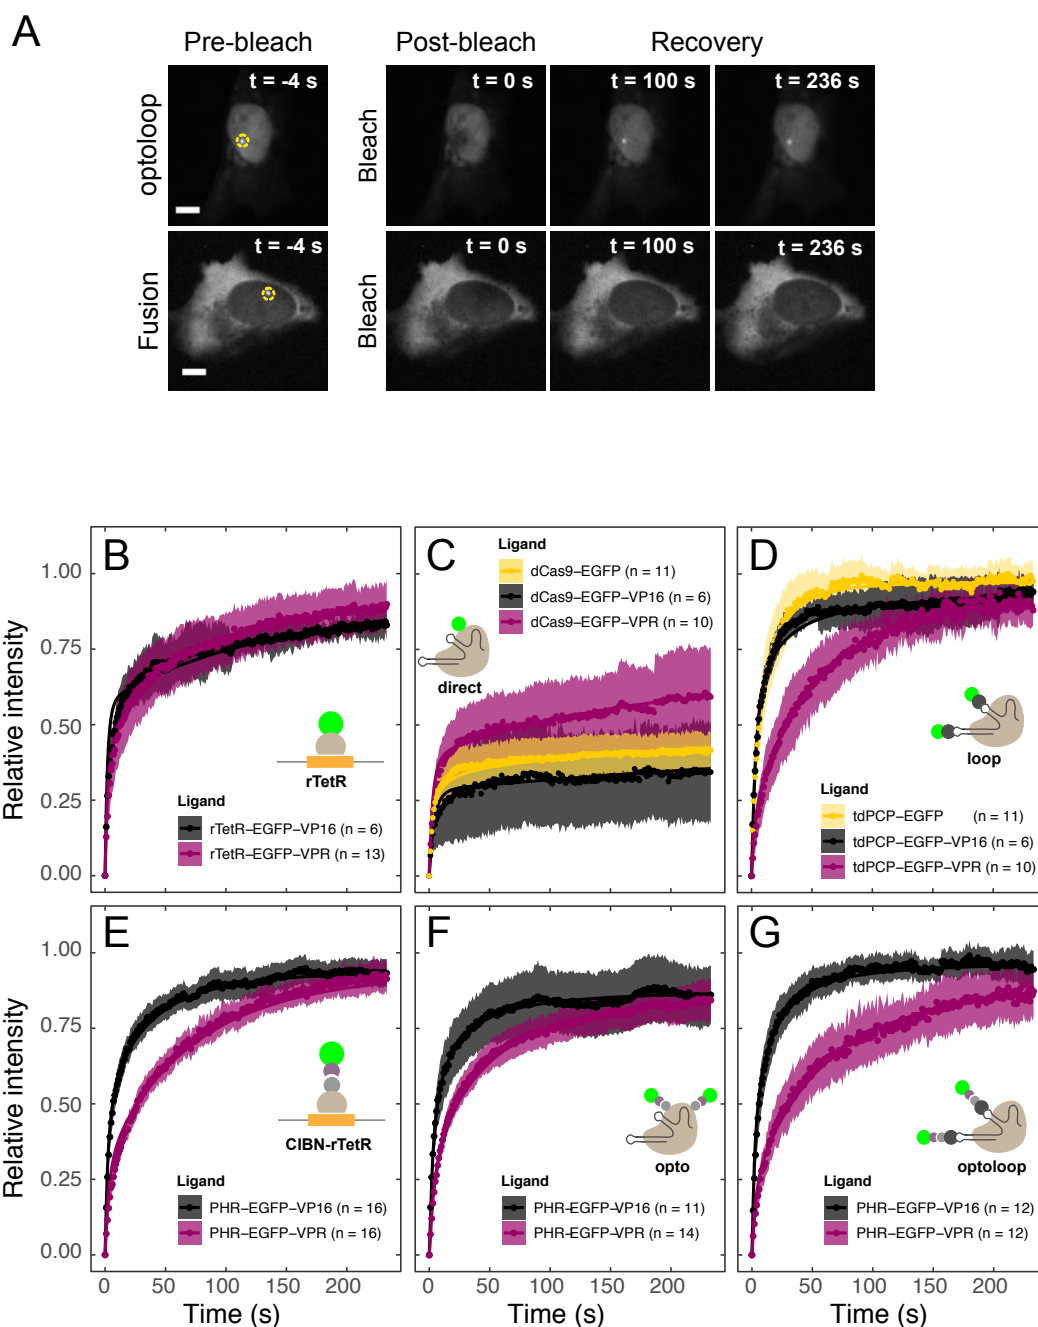 A
Pre-bleach
Post-bleach
Recovery
optoloop
t = -4 s
Bleach
t = 0 s
t = 100 s
t = 236 s
Fusion
t = -4 s
Bleach
t = 0 s
t = 100 s
t = 236 s
Relative intensity
1.00
0.75
0.50
0.25
0.00
B
rTetR
Ligand
rTetR−EGFP−VP16 (n = 6)
rTetR−EGFP−VPR (n = 13)
C
Ligand
dCas9−EGFP (n = 11)
dCas9−EGFP−VP16 (n = 6)
dCas9−EGFP−VPR (n = 10)
direct
D
loop
Ligand
tdPCP−EGFP (n = 11)
tdPCP−EGFP−VP16 (n = 6)
tdPCP−EGFP−VPR (n = 10)
Relative intensity
1.00
0.75
0.50
0.25
0.00
E
CIBN-rTetR
Ligand
PHR−EGFP−VP16 (n = 16)
PHR−EGFP−VPR (n = 16)
0 50 100 150 200
Time (s)
F
opto
Ligand
PHR−EGFP−VP16 (n = 11)
PHR−EGFP−VPR (n = 14)
0 50 100 150 200
Time (s)
G
optoloop
Ligand
PHR−EGFP−VP16 (n = 12)
PHR−EGFP−VPR (n = 12)
0 50 100 150 200
Time (s)